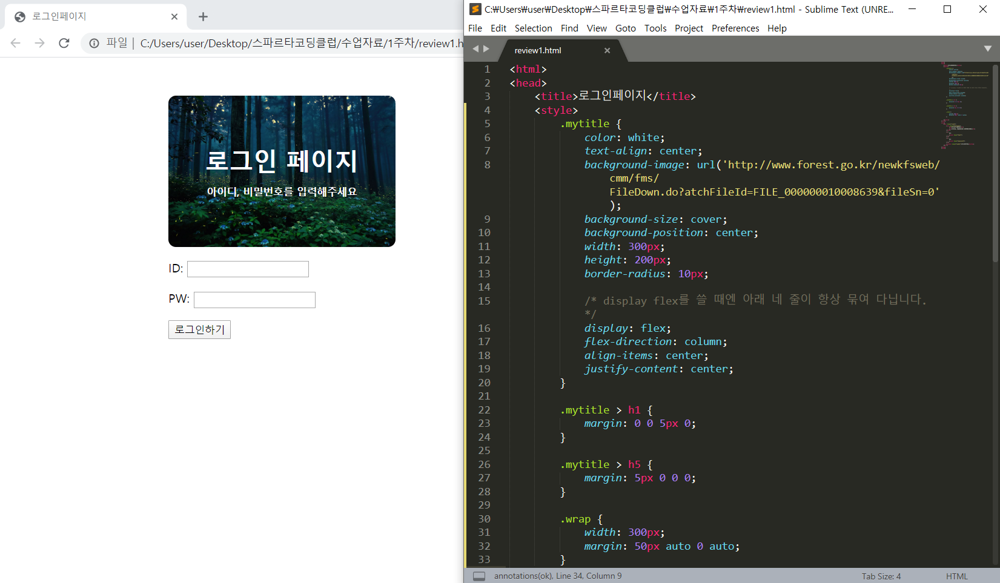 로그인페이지
파일 | C:/Users/user/Desktop/스파르타코딩클럽/수업자료/1주차/review1.h
로그인 페이지
아이디, 비밀번호를 입력해주세요
ID:
PW:
로그인하기
C:₩Users₩user₩Desktop₩스파르타코딩클럽₩수업자료₩1주차₩review1.html - Sublime Text (UNRE...
File Edit Selection Find View Goto Tools Project Preferences Help
review1.html
1 <html>
2 <head>
3 <title>로그인페이지</title>
4 <style>
5 .mytitle {
6 color: white;
7 text-align: center;
8 background-image: url('http://www.forest.go.kr/newkfsweb/
cmm/fms/
FileDown.do?atchFileId=FILE_000000010008639&fileSn=0'
);
9 background-size: cover;
10 background-position: center;
11 width: 300px;
12 height: 200px;
13 border-radius: 10px;
14
15 /* display flex를 쓸 때엔 아래 네 줄이 항상 묶여 다닙니다.
*/
16 display: flex;
17 flex-direction: column;
18 align-items: center;
19 justify-content: center;
20 }
21
22 .mytitle > h1 {
23 margin: 0 0 5px 0;
24 }
25
26 .mytitle > h5 {
27 margin: 5px 0 0 0;
28 }
29
30 .wrap {
31 width: 300px;
32 margin: 50px auto 0 auto;
33 }
annotations(ok), Line 34, Column 9
Tab Size: 4
HTML